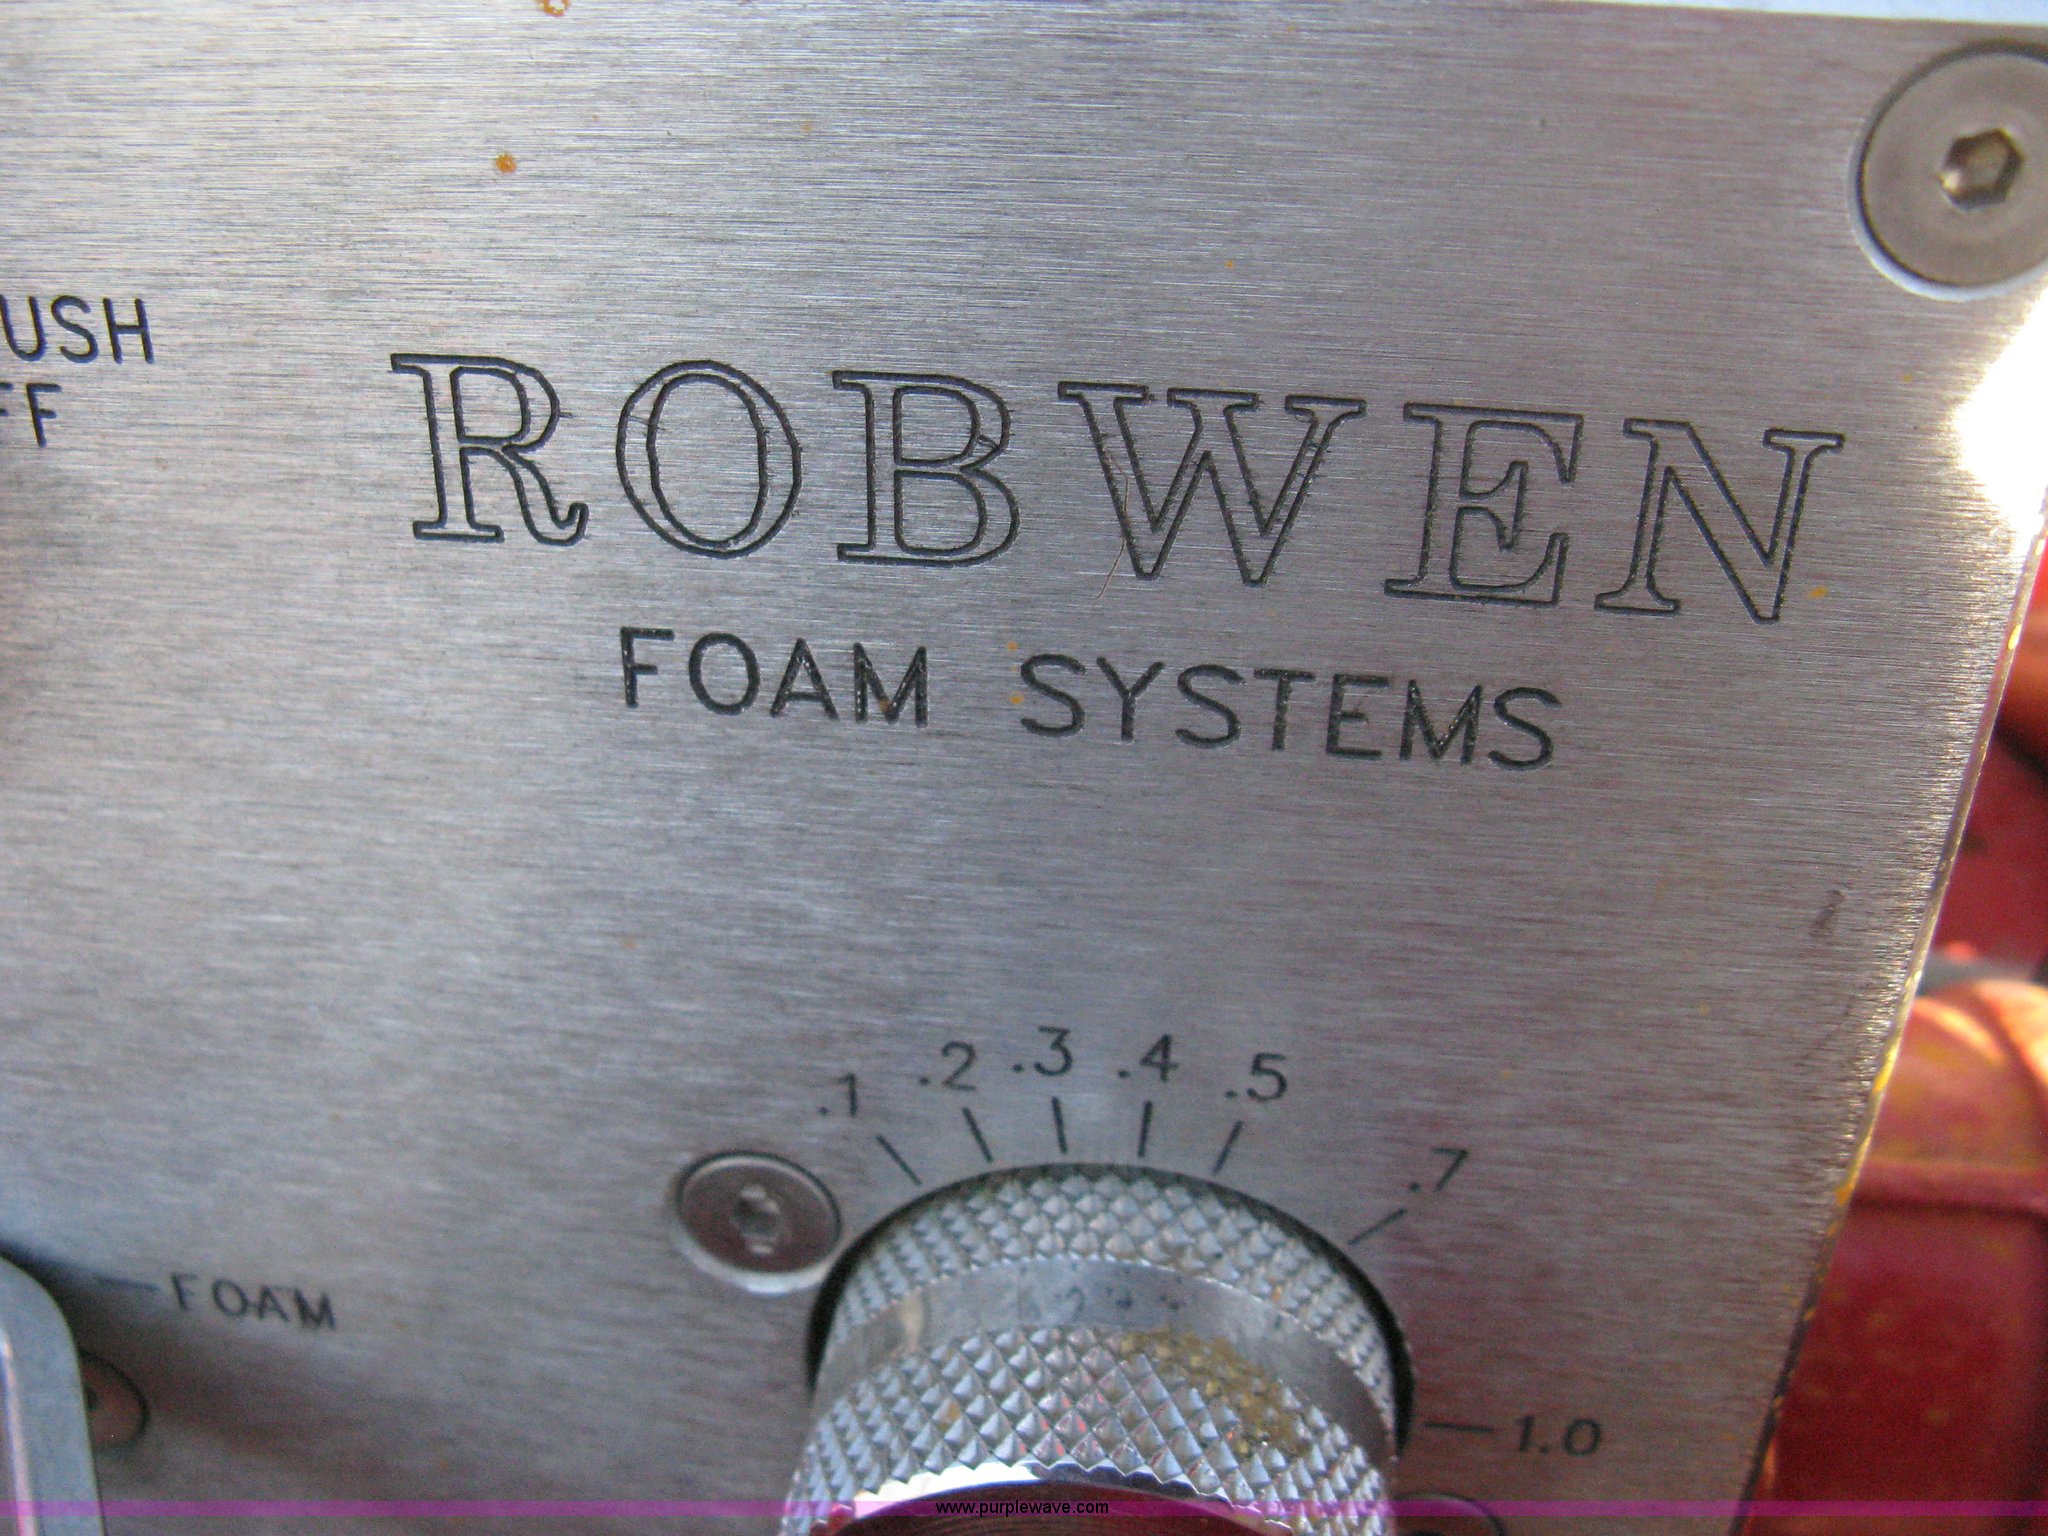 USH
FF
ROBWEN
FOAM SYSTEMS
.1 .2 .3 .4 .5 .7 1.0
FOAM
www.purplewave.com